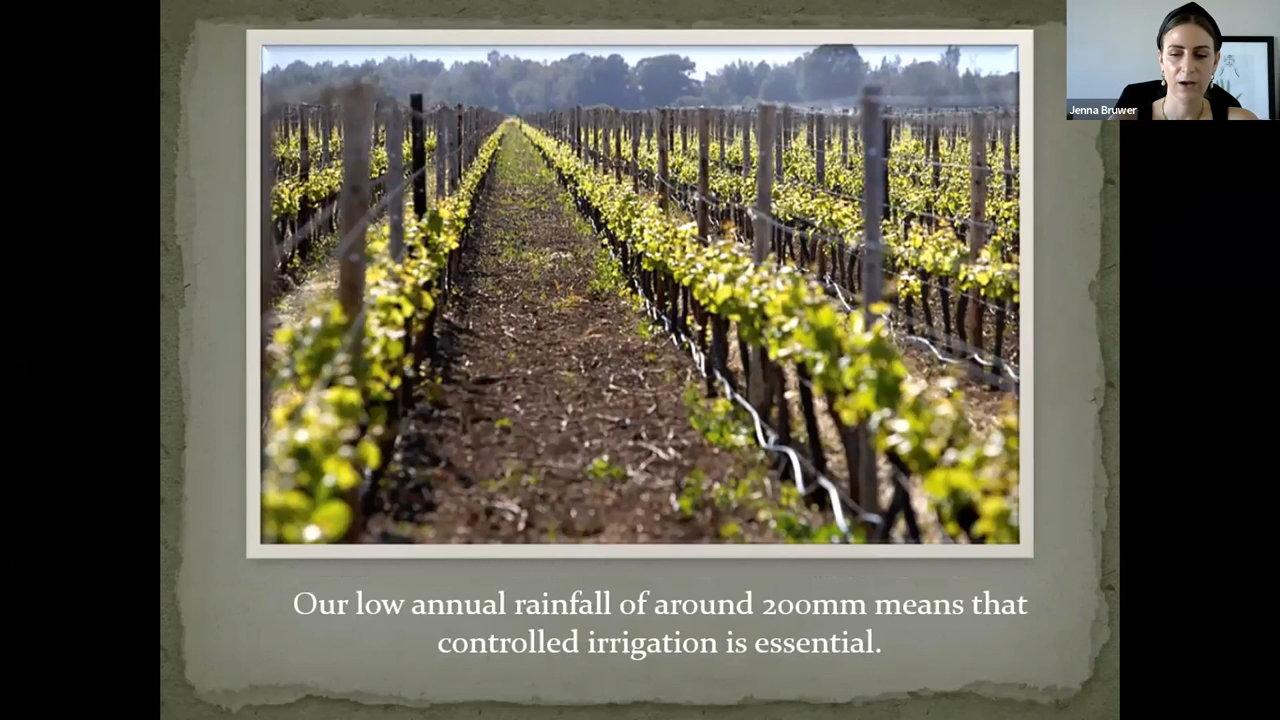 Jenna Bruwer
Our low annual rainfall of around 200mm means that
controlled irrigation is essential.